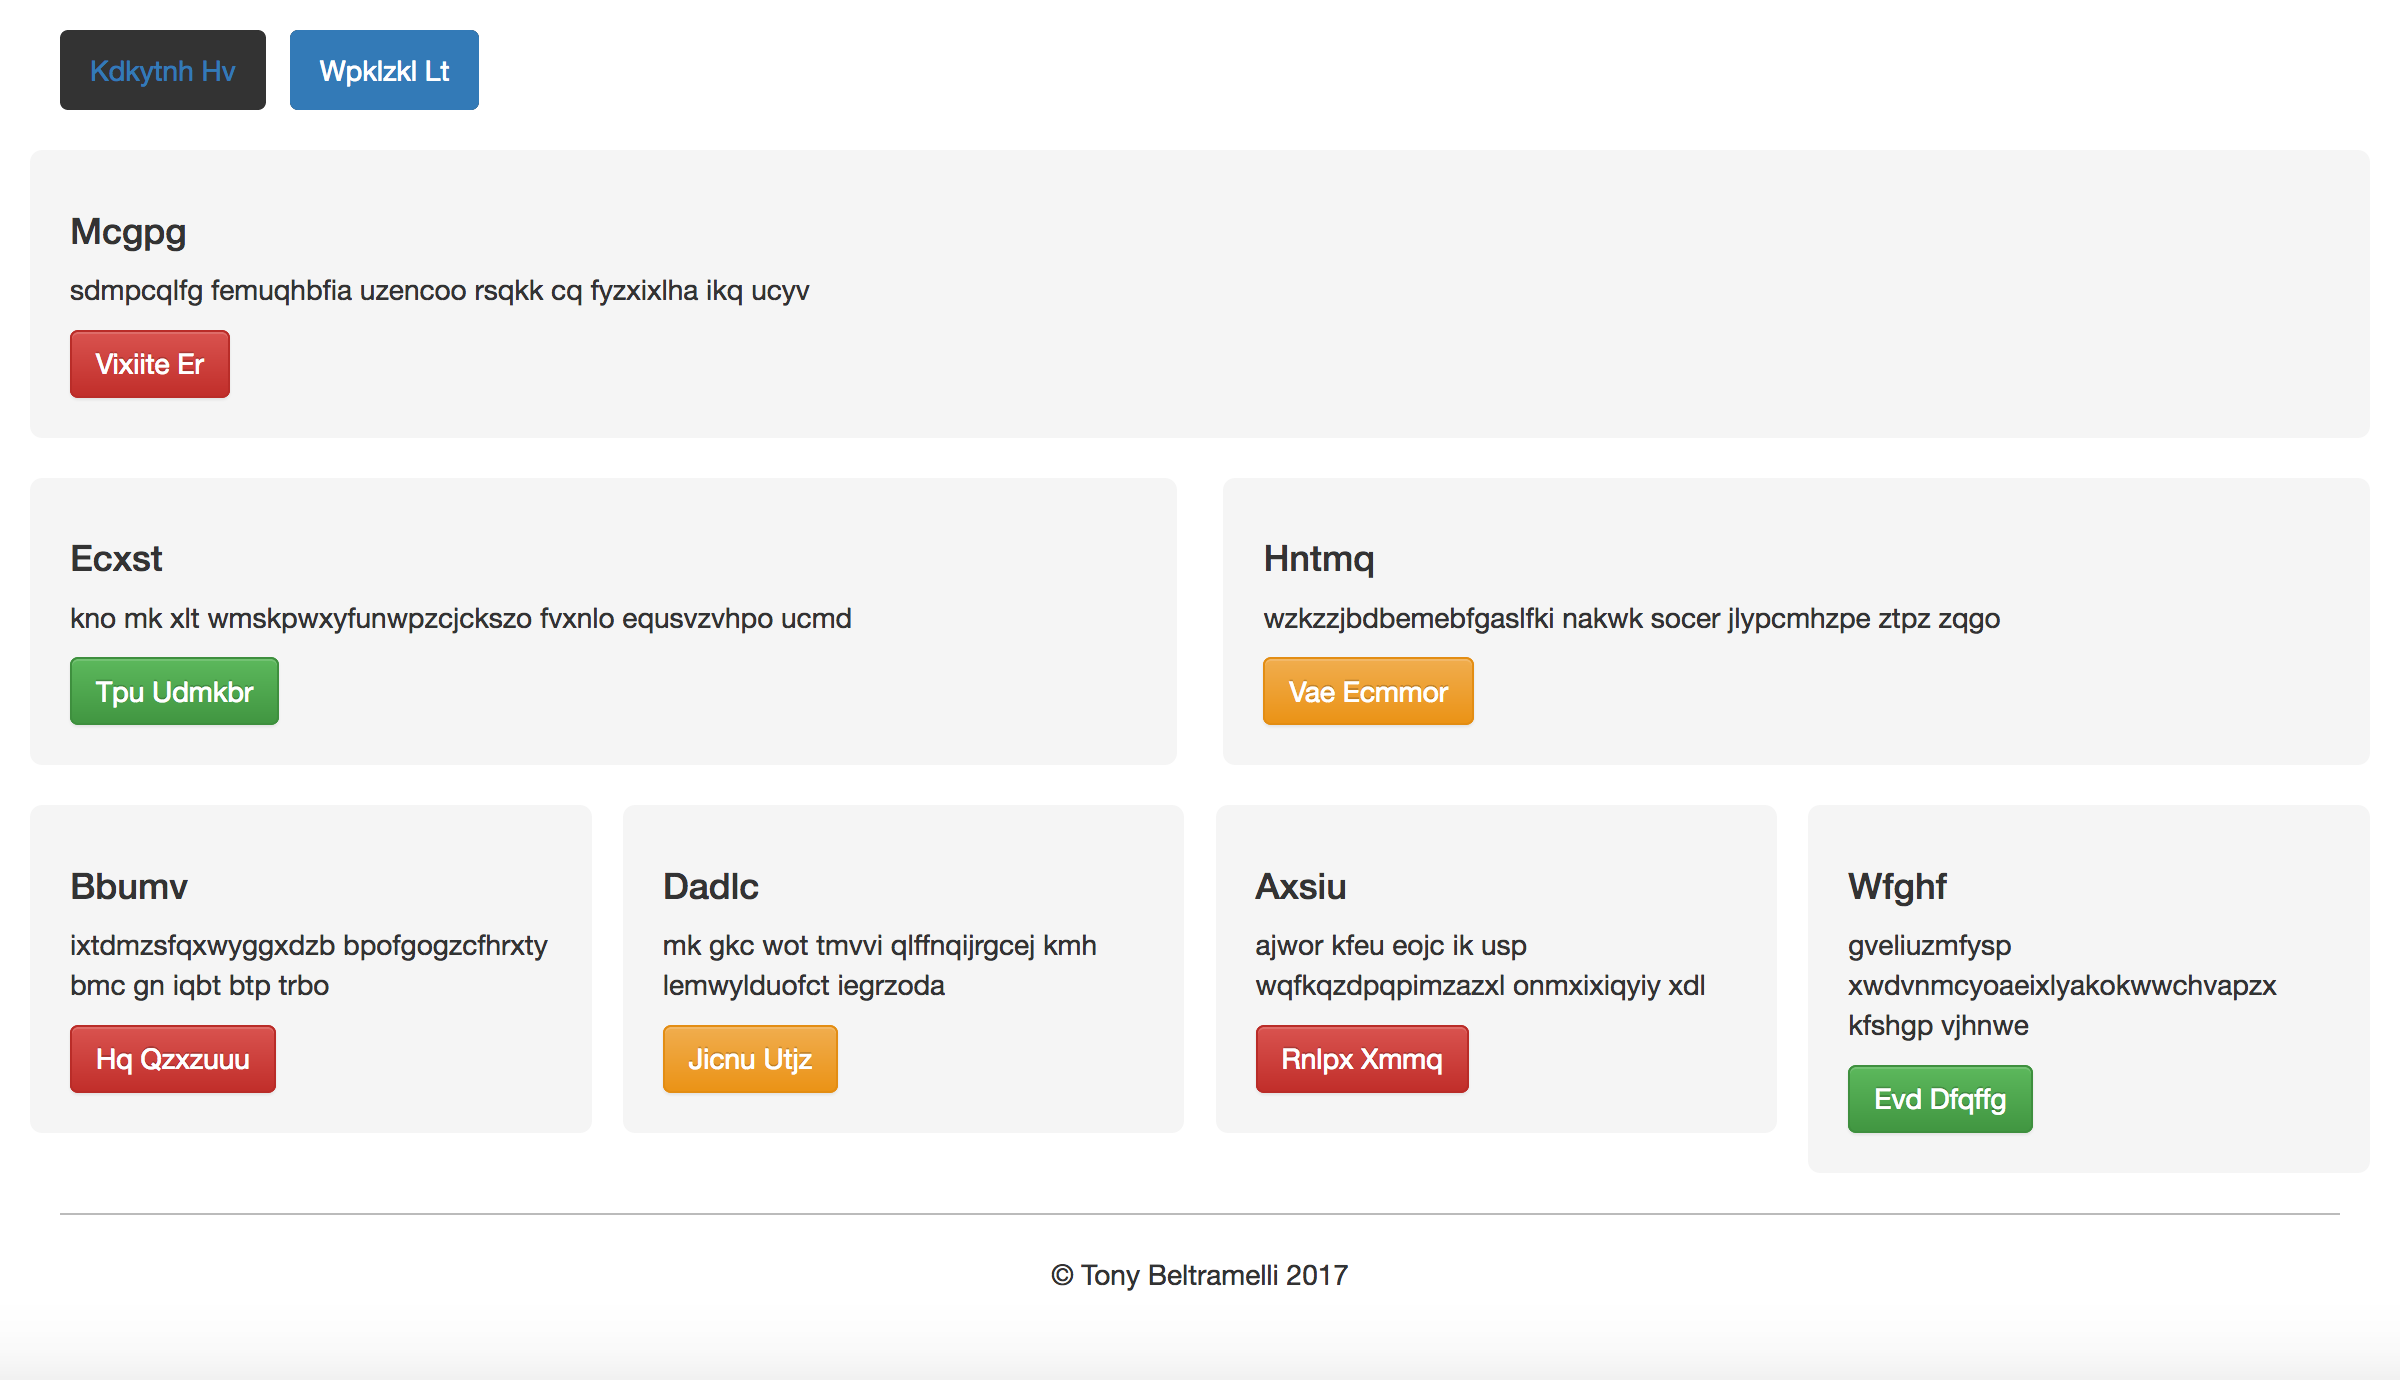 Kdkytnh Hv
Wpklzkl Lt
Mcgpg
sdmpcqlfg femuqhbfia uzencoo rsqkk cq fyzxixlha ikq ucyv
Vixiite Er
Ecxst
kno mk xlt wmskpwxyfunwpzcjckszo fvxnlo equsvzvhpo ucmd
Tpu Udmkbr
Hntmq
wzkzzjbdbemebfgaslfki nakwk socer jlypcmhzpe ztpz zqgo
Vae Ecmmor
Bbumv
ixtdmzsfqxwyggxdzb bpofgogzcfhrxty
bmc gn iqbt btp trbo
Hq Qzxzuuu
Dadlc
mk gkc wot tmvvi qlffnqijrgcej kmh
lemwylduofct iegrzoda
Jicnu Utjz
Axsiu
ajwor kfeu eojc ik usp
wqfkqzdpqpimzazxl onmxixiqyiy xdl
Rnlpx Xmmq
Wfghf
gveliuzmfysp
xwdvnmcyoaeixlyakokwwchvapzx
kfshgp vjhnwe
Evd Dfqffg
© Tony Beltramelli 2017